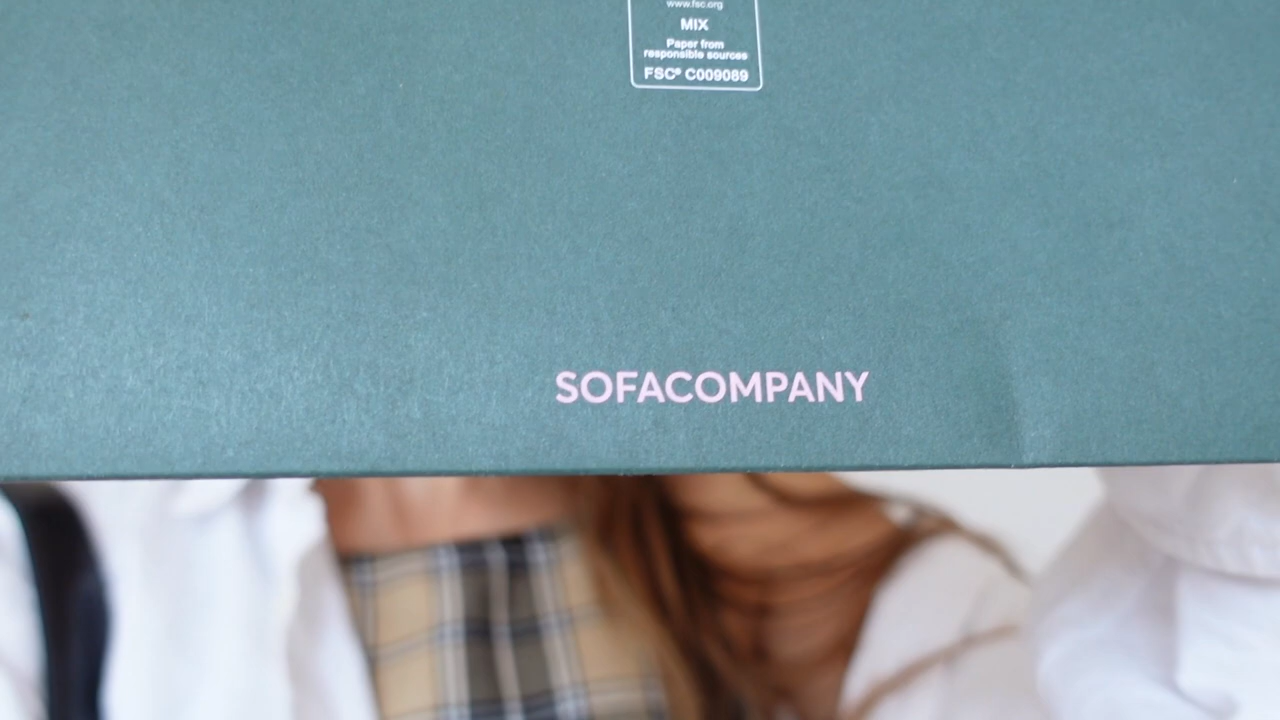 www.fsc.org
MIX
Paper from
responsible sources
FSC® C009089
SOFACOMPANY